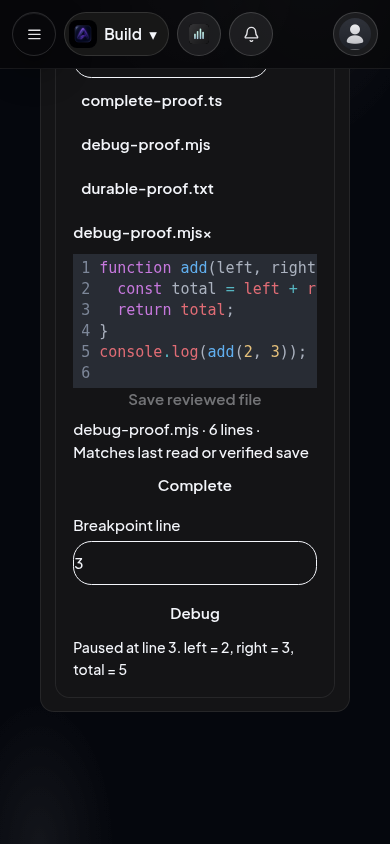 Build ▾
complete-proof.ts
debug-proof.mjs
durable-proof.txt
debug-proof.mjs×
1 function add(left, right
2   const total = left + r
3   return total;
4 }
5 console.log(add(2, 3));
6
Save reviewed file
debug-proof.mjs · 6 lines ·
Matches last read or verified save
Complete
Breakpoint line
3
Debug
Paused at line 3. left = 2, right = 3,
total = 5